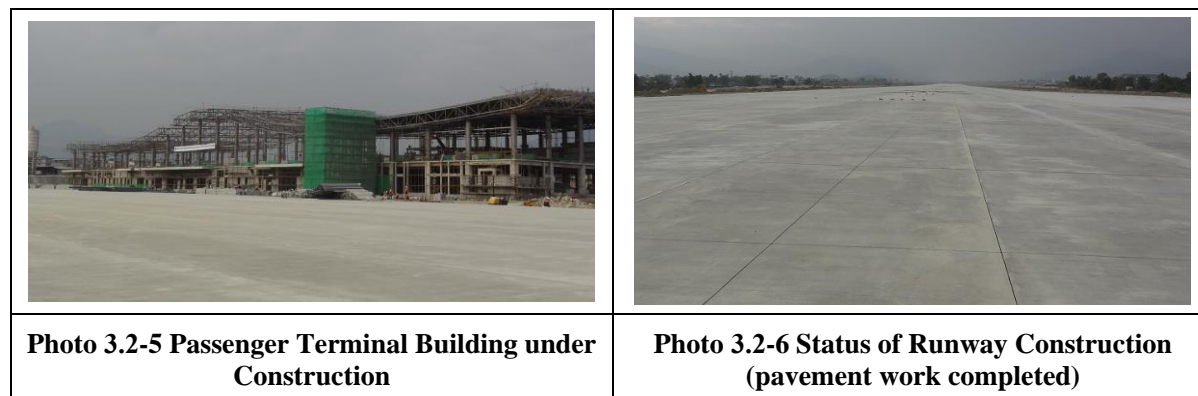 Photo 3.2-5 Passenger Terminal Building under
Construction
Photo 3.2-6 Status of Runway Construction
(pavement work completed)